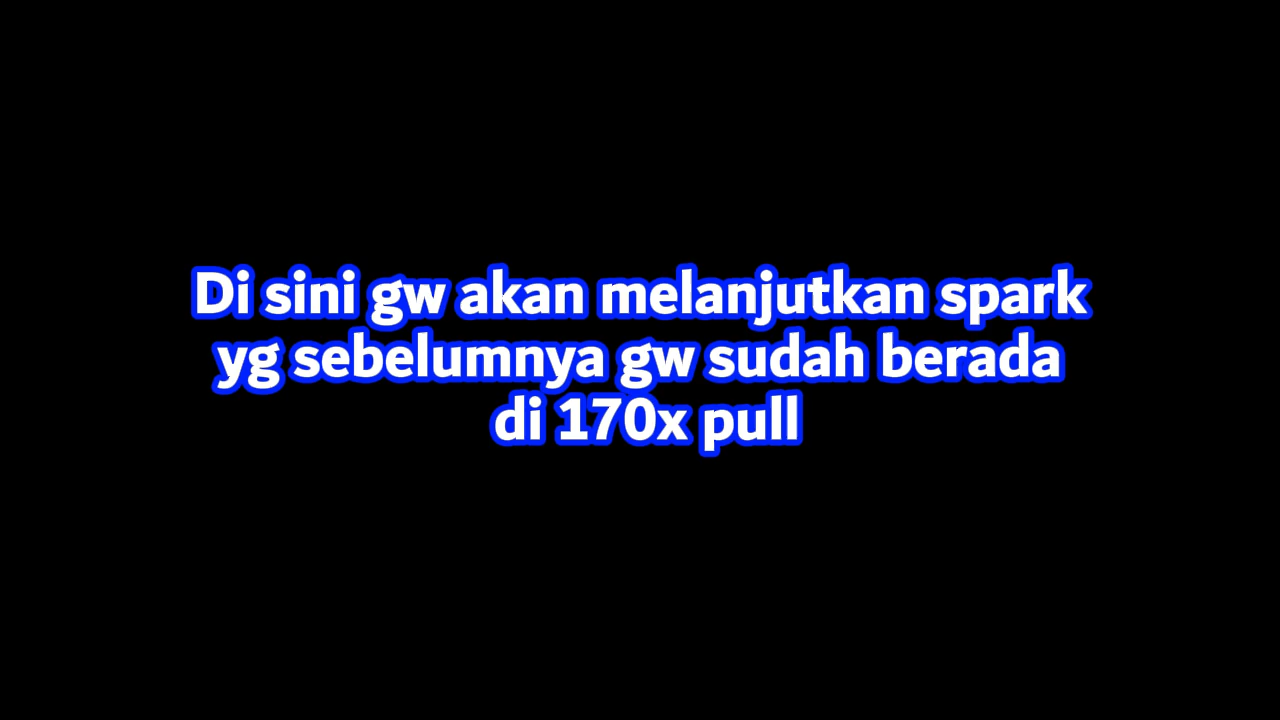 Di sini gw akan melanjutkan spark
yg sebelumnya gw sudah berada
di 170x pull